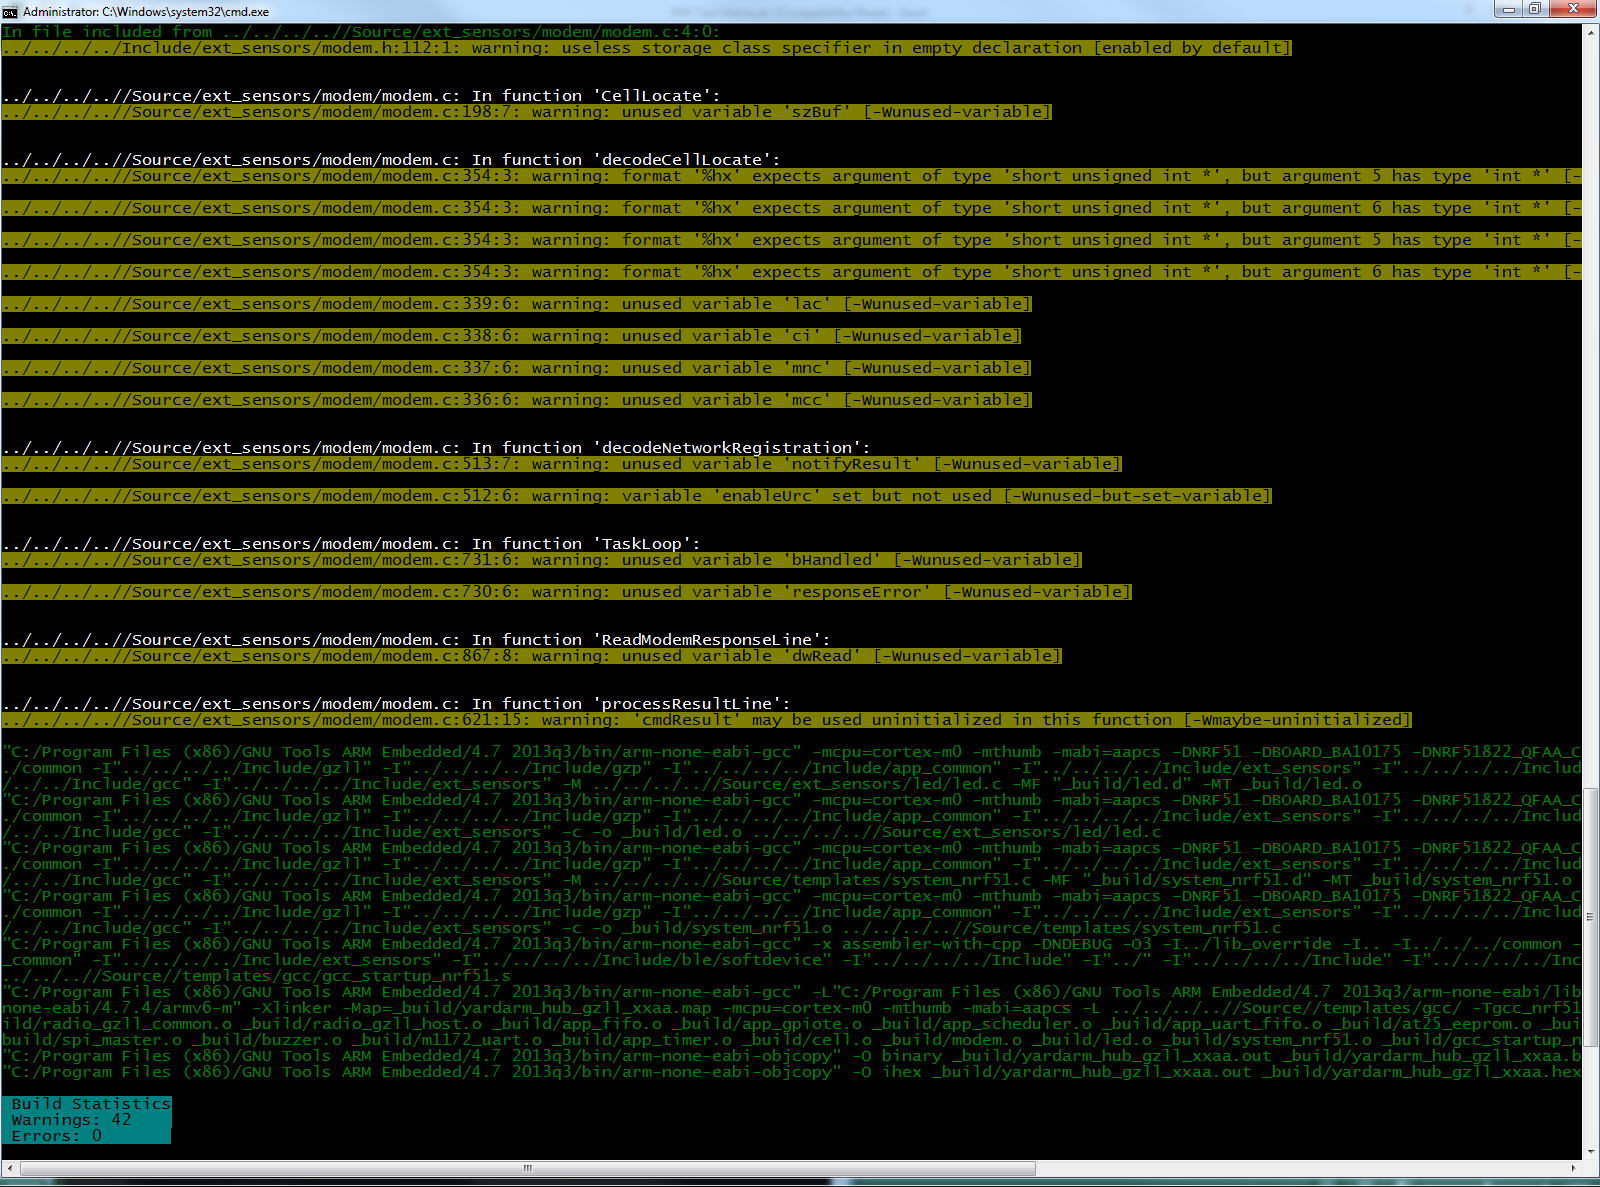 Administrator: C:\Windows\system32\cmd.exe
In file included from ../../../..//Source/ext_sensors/modem/modem.c:4:0:
../../../../Include/ext_sensors/modem.h:112:1: warning: useless storage class specifier in empty declaration [enabled by default]
../../../..//Source/ext_sensors/modem/modem.c: In function 'CellLocate':
../../../..//Source/ext_sensors/modem/modem.c:198:7: warning: unused variable 'szBuf' [-Wunused-variable]
../../../..//Source/ext_sensors/modem/modem.c: In function 'decodeCellLocate':
../../../..//Source/ext_sensors/modem/modem.c:354:3: warning: format '%hx' expects argument of type 'short unsigned int *', but argument 5 has type 'int *' [-
../../../..//Source/ext_sensors/modem/modem.c:354:3: warning: format '%hx' expects argument of type 'short unsigned int *', but argument 6 has type 'int *' [-
../../../..//Source/ext_sensors/modem/modem.c:354:3: warning: format '%hx' expects argument of type 'short unsigned int *', but argument 5 has type 'int *' [-
../../../..//Source/ext_sensors/modem/modem.c:354:3: warning: format '%hx' expects argument of type 'short unsigned int *', but argument 6 has type 'int *' [-
../../../..//Source/ext_sensors/modem/modem.c:339:6: warning: unused variable 'lac' [-Wunused-variable]
../../../..//Source/ext_sensors/modem/modem.c:338:6: warning: unused variable 'ci' [-Wunused-variable]
../../../..//Source/ext_sensors/modem/modem.c:337:6: warning: unused variable 'mnc' [-Wunused-variable]
../../../..//Source/ext_sensors/modem/modem.c:336:6: warning: unused variable 'mcc' [-Wunused-variable]
../../../..//Source/ext_sensors/modem/modem.c: In function 'decodeNetworkRegistration':
../../../..//Source/ext_sensors/modem/modem.c:513:7: warning: unused variable 'notifyResult' [-Wunused-variable]
../../../..//Source/ext_sensors/modem/modem.c:512:6: warning: variable 'enableUrc' set but not used [-Wunused-but-set-variable]
../../../..//Source/ext_sensors/modem/modem.c: In function 'TaskLoop':
../../../..//Source/ext_sensors/modem/modem.c:731:6: warning: unused variable 'bHandled' [-Wunused-variable]
../../../..//Source/ext_sensors/modem/modem.c:730:6: warning: unused variable 'responseError' [-Wunused-variable]
../../../..//Source/ext_sensors/modem/modem.c: In function 'ReadModemResponseLine':
../../../..//Source/ext_sensors/modem/modem.c:867:8: warning: unused variable 'dwRead' [-Wunused-variable]
../../../..//Source/ext_sensors/modem/modem.c: In function 'processResultLine':
../../../..//Source/ext_sensors/modem/modem.c:621:15: warning: 'cmdResult' may be used uninitialized in this function [-Wmaybe-uninitialized]
"C:/Program Files (x86)/GNU Tools ARM Embedded/4.7 2013q3/bin/arm-none-eabi-gcc" -mcpu=cortex-m0 -mthumb -mabi=aapcs -DNRF51 -DBOARD_BA10175 -DNRF51822_QFAA_C
./common -I"../../../../Include/gzll" -I"../../../../Include/gzp" -I"../../../../Include/app_common" -I"../../../../Include/ext_sensors" -I"../../../../Includ
/../../Include/gcc" -I"../../../../Include/ext_sensors" -M ../../../..//Source/ext_sensors/led/led.c -MF "_build/led.d" -MT _build/led.o
"C:/Program Files (x86)/GNU Tools ARM Embedded/4.7 2013q3/bin/arm-none-eabi-gcc" -mcpu=cortex-m0 -mthumb -mabi=aapcs -DNRF51 -DBOARD_BA10175 -DNRF51822_QFAA_C
./common -I"../../../../Include/gzll" -I"../../../../Include/gzp" -I"../../../../Include/app_common" -I"../../../../Include/ext_sensors" -I"../../../../Includ
/../../Include/gcc" -I"../../../../Include/ext_sensors" -c -o _build/led.o ../../../..//Source/ext_sensors/led/led.c
"C:/Program Files (x86)/GNU Tools ARM Embedded/4.7 2013q3/bin/arm-none-eabi-gcc" -mcpu=cortex-m0 -mthumb -mabi=aapcs -DNRF51 -DBOARD_BA10175 -DNRF51822_QFAA_C
./common -I"../../../../Include/gzll" -I"../../../../Include/gzp" -I"../../../../Include/app_common" -I"../../../../Include/ext_sensors" -I"../../../../Includ
/../../Include/gcc" -I"../../../../Include/ext_sensors" -M ../../../..//Source/templates/system_nrf51.c -MF "_build/system_nrf51.d" -MT _build/system_nrf51.o
"C:/Program Files (x86)/GNU Tools ARM Embedded/4.7 2013q3/bin/arm-none-eabi-gcc" -mcpu=cortex-m0 -mthumb -mabi=aapcs -DNRF51 -DBOARD_BA10175 -DNRF51822_QFAA_C
./common -I"../../../../Include/gzll" -I"../../../../Include/gzp" -I"../../../../Include/app_common" -I"../../../../Include/ext_sensors" -I"../../../../Includ
/../../Include/gcc" -I"../../../../Include/ext_sensors" -c -o _build/system_nrf51.o ../../../..//Source/templates/system_nrf51.c
"C:/Program Files (x86)/GNU Tools ARM Embedded/4.7 2013q3/bin/arm-none-eabi-gcc" -x assembler-with-cpp -DNDEBUG -O3 -I../lib_override -I.. -I../../../common -
_common" -I"../../../../Include/ext_sensors" -I"../../../../Include/ble/softdevice" -I"../../../../Include" -I"../" -I"../../../../Include" -I"../../../../Inc
../../../..//Source//templates/gcc/gcc_startup_nrf51.s
"C:/Program Files (x86)/GNU Tools ARM Embedded/4.7 2013q3/bin/arm-none-eabi-gcc" -L"C:/Program Files (x86)/GNU Tools ARM Embedded/4.7 2013q3/arm-none-eabi/lib
none-eabi/4.7.4/armv6-m" -Xlinker -Map=_build/yardarm_hub_gzll_xxaa.map -mcpu=cortex-m0 -mthumb -mabi=aapcs -L ../../../..//Source//templates/gcc/ -Tgcc_nrf51
ild/radio_gzll_common.o _build/radio_gzll_host.o _build/app_fifo.o _build/app_gpiote.o _build/app_scheduler.o _build/app_uart_fifo.o _build/at25_eeprom.o _bui
build/spi_master.o _build/buzzer.o _build/m1172_uart.o _build/app_timer.o _build/cell.o _build/modem.o _build/led.o _build/system_nrf51.o _build/gcc_startup_n
"C:/Program Files (x86)/GNU Tools ARM Embedded/4.7 2013q3/bin/arm-none-eabi-objcopy" -O binary _build/yardarm_hub_gzll_xxaa.out _build/yardarm_hub_gzll_xxaa.b
"C:/Program Files (x86)/GNU Tools ARM Embedded/4.7 2013q3/bin/arm-none-eabi-objcopy" -O ihex _build/yardarm_hub_gzll_xxaa.out _build/yardarm_hub_gzll_xxaa.hex
Build Statistics
Warnings: 42
Errors: 0